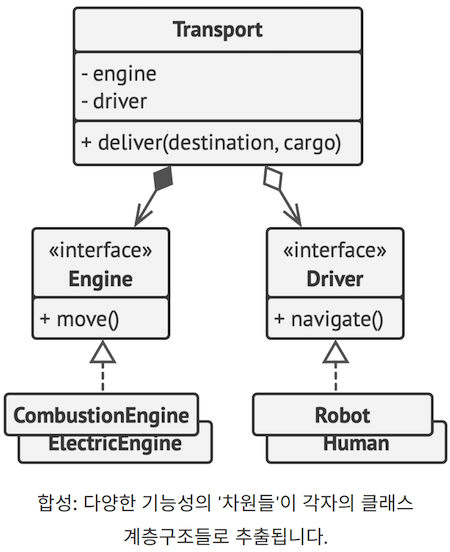 Transport
- engine
- driver
+ deliver(destination, cargo)
«interface»
Engine
+ move()
«interface»
Driver
+ navigate()
CombustionEngine
ElectricEngine
Robot
Human
합성: 다양한 기능성의 '차원들'이 각자의 클래스
계층구조들로 추출됩니다.